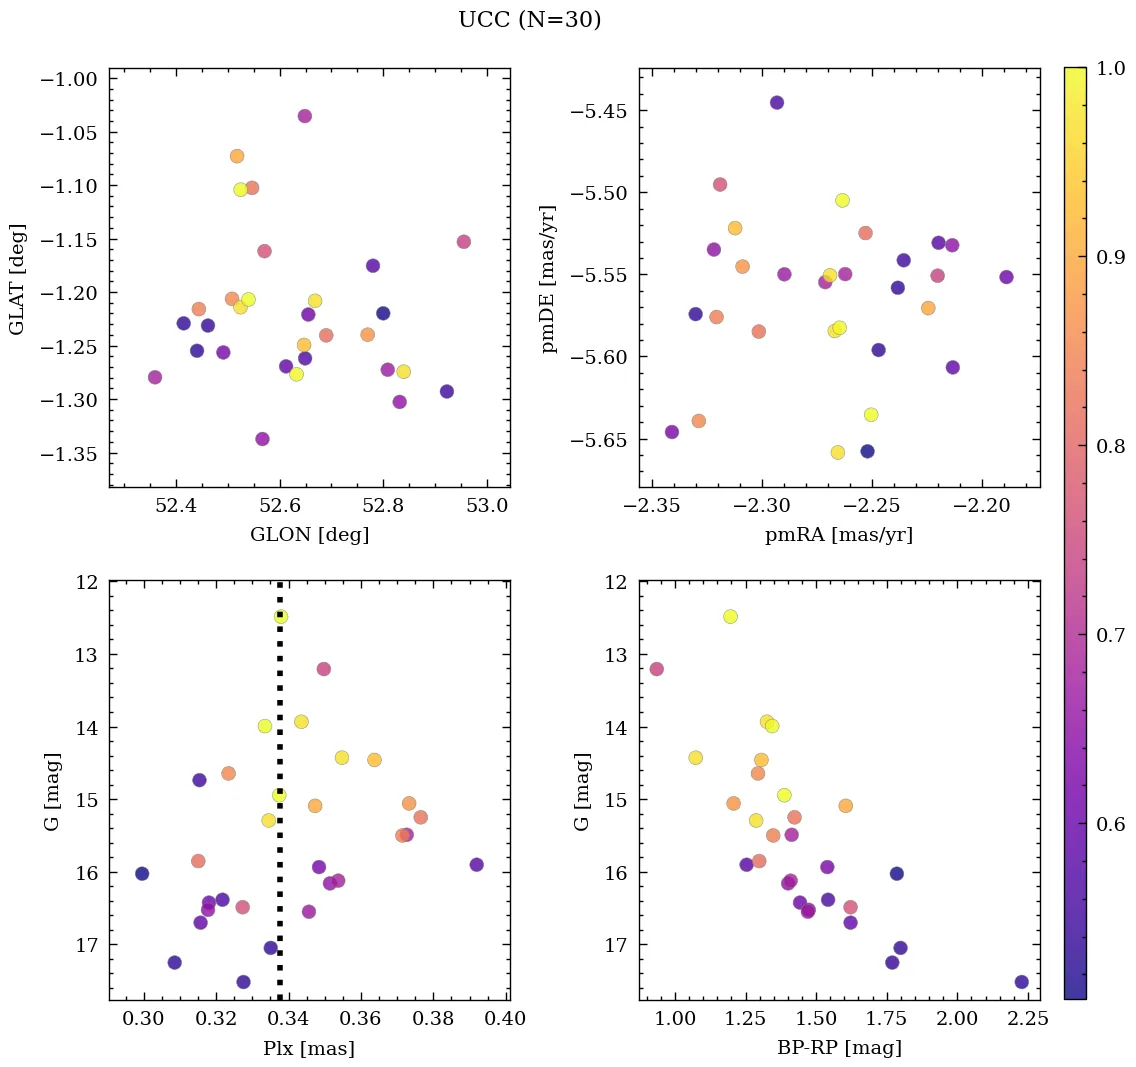 UCC (N=30)
−1.00
−1.05
−1.10
−1.15
−1.20
−1.25
−1.30
−1.35
GLAT [deg]
52.4 52.6 52.8 53.0
GLON [deg]
−5.45
−5.50
−5.55
−5.60
−5.65
pmDE [mas/yr]
−2.35 −2.30 −2.25 −2.20
pmRA [mas/yr]
12
13
14
15
16
17
G [mag]
0.30 0.32 0.34 0.36 0.38 0.40
Plx [mas]
12
13
14
15
16
17
G [mag]
1.00 1.25 1.50 1.75 2.00 2.25
BP-RP [mag]
1.0
0.9
0.8
0.7
0.6